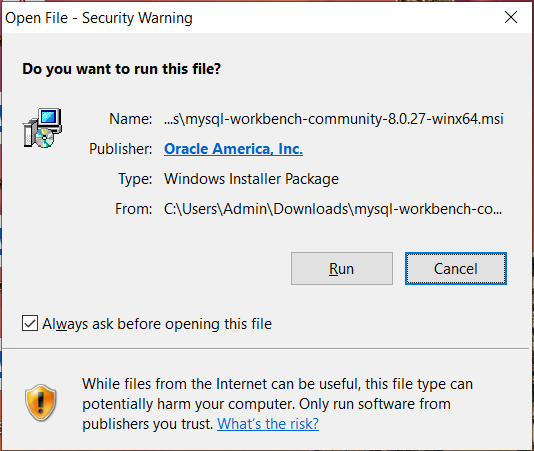 Open File - Security Warning
Do you want to run this file?
Name: ...s\mysql-workbench-community-8.0.27-winx64.msi
Publisher: Oracle America, Inc.
Type: Windows Installer Package
From: C:\Users\Admin\Downloads\mysql-workbench-co...
Run Cancel
Always ask before opening this file
While files from the Internet can be useful, this file type can
potentially harm your computer. Only run software from
publishers you trust. What's the risk?